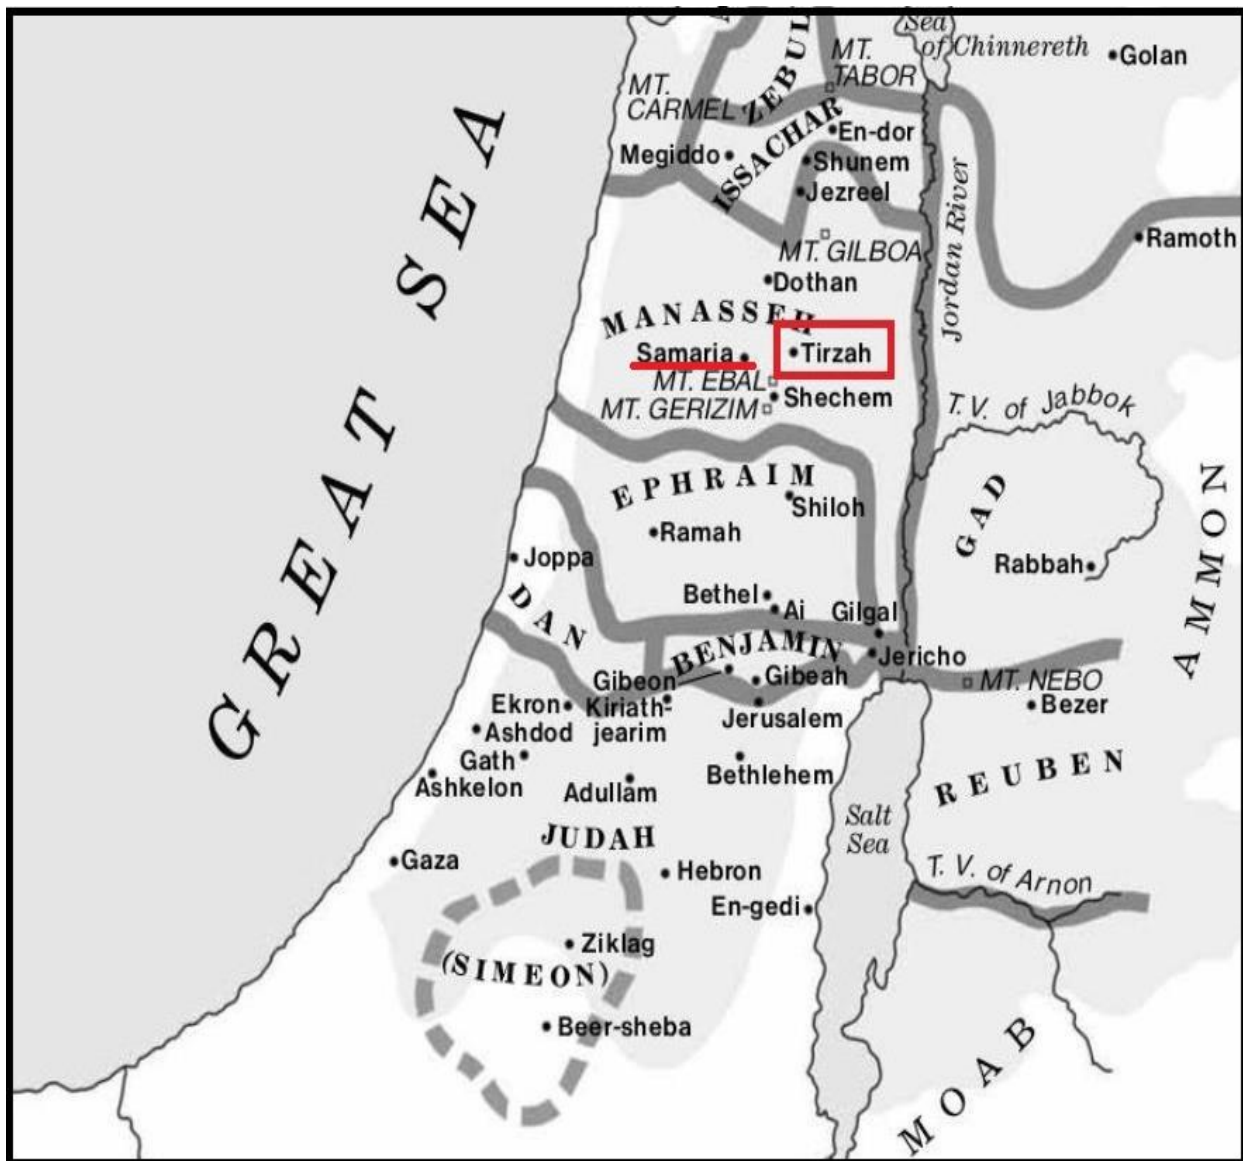 Sea
of Chinnereth
Golan
MT.
TABOR
ZEBUL
MT.
CARMEL
ISSACHAR
En-dor
Megiddo
Shunem
Jezreel
Jordan River
Ramoth
MT. GILBOA
Dothan
MANASSEH
Samaria
Tirzah
MT. EBAL
Shechem
MT. GERIZIM
T.V. of Jabbok
GREAT SEA
EPHRAIM
Shiloh
GAD
AMMON
Ramah
Joppa
Rabbah
Bethel
Ai
Gilgal
DAN
BENJAMIN
Jericho
Gibeon
Gibeah
MT. NEBO
Ekron
Kiriath-
jearim
Jerusalem
Bezer
Ashdod
Gath
Bethlehem
Ashkelon
Adullam
REUBEN
Salt
Sea
JUDAH
Gaza
Hebron
T. V. of Arnon
En-gedi
Ziklag
(SIMEON)
Beer-sheba
MOAB